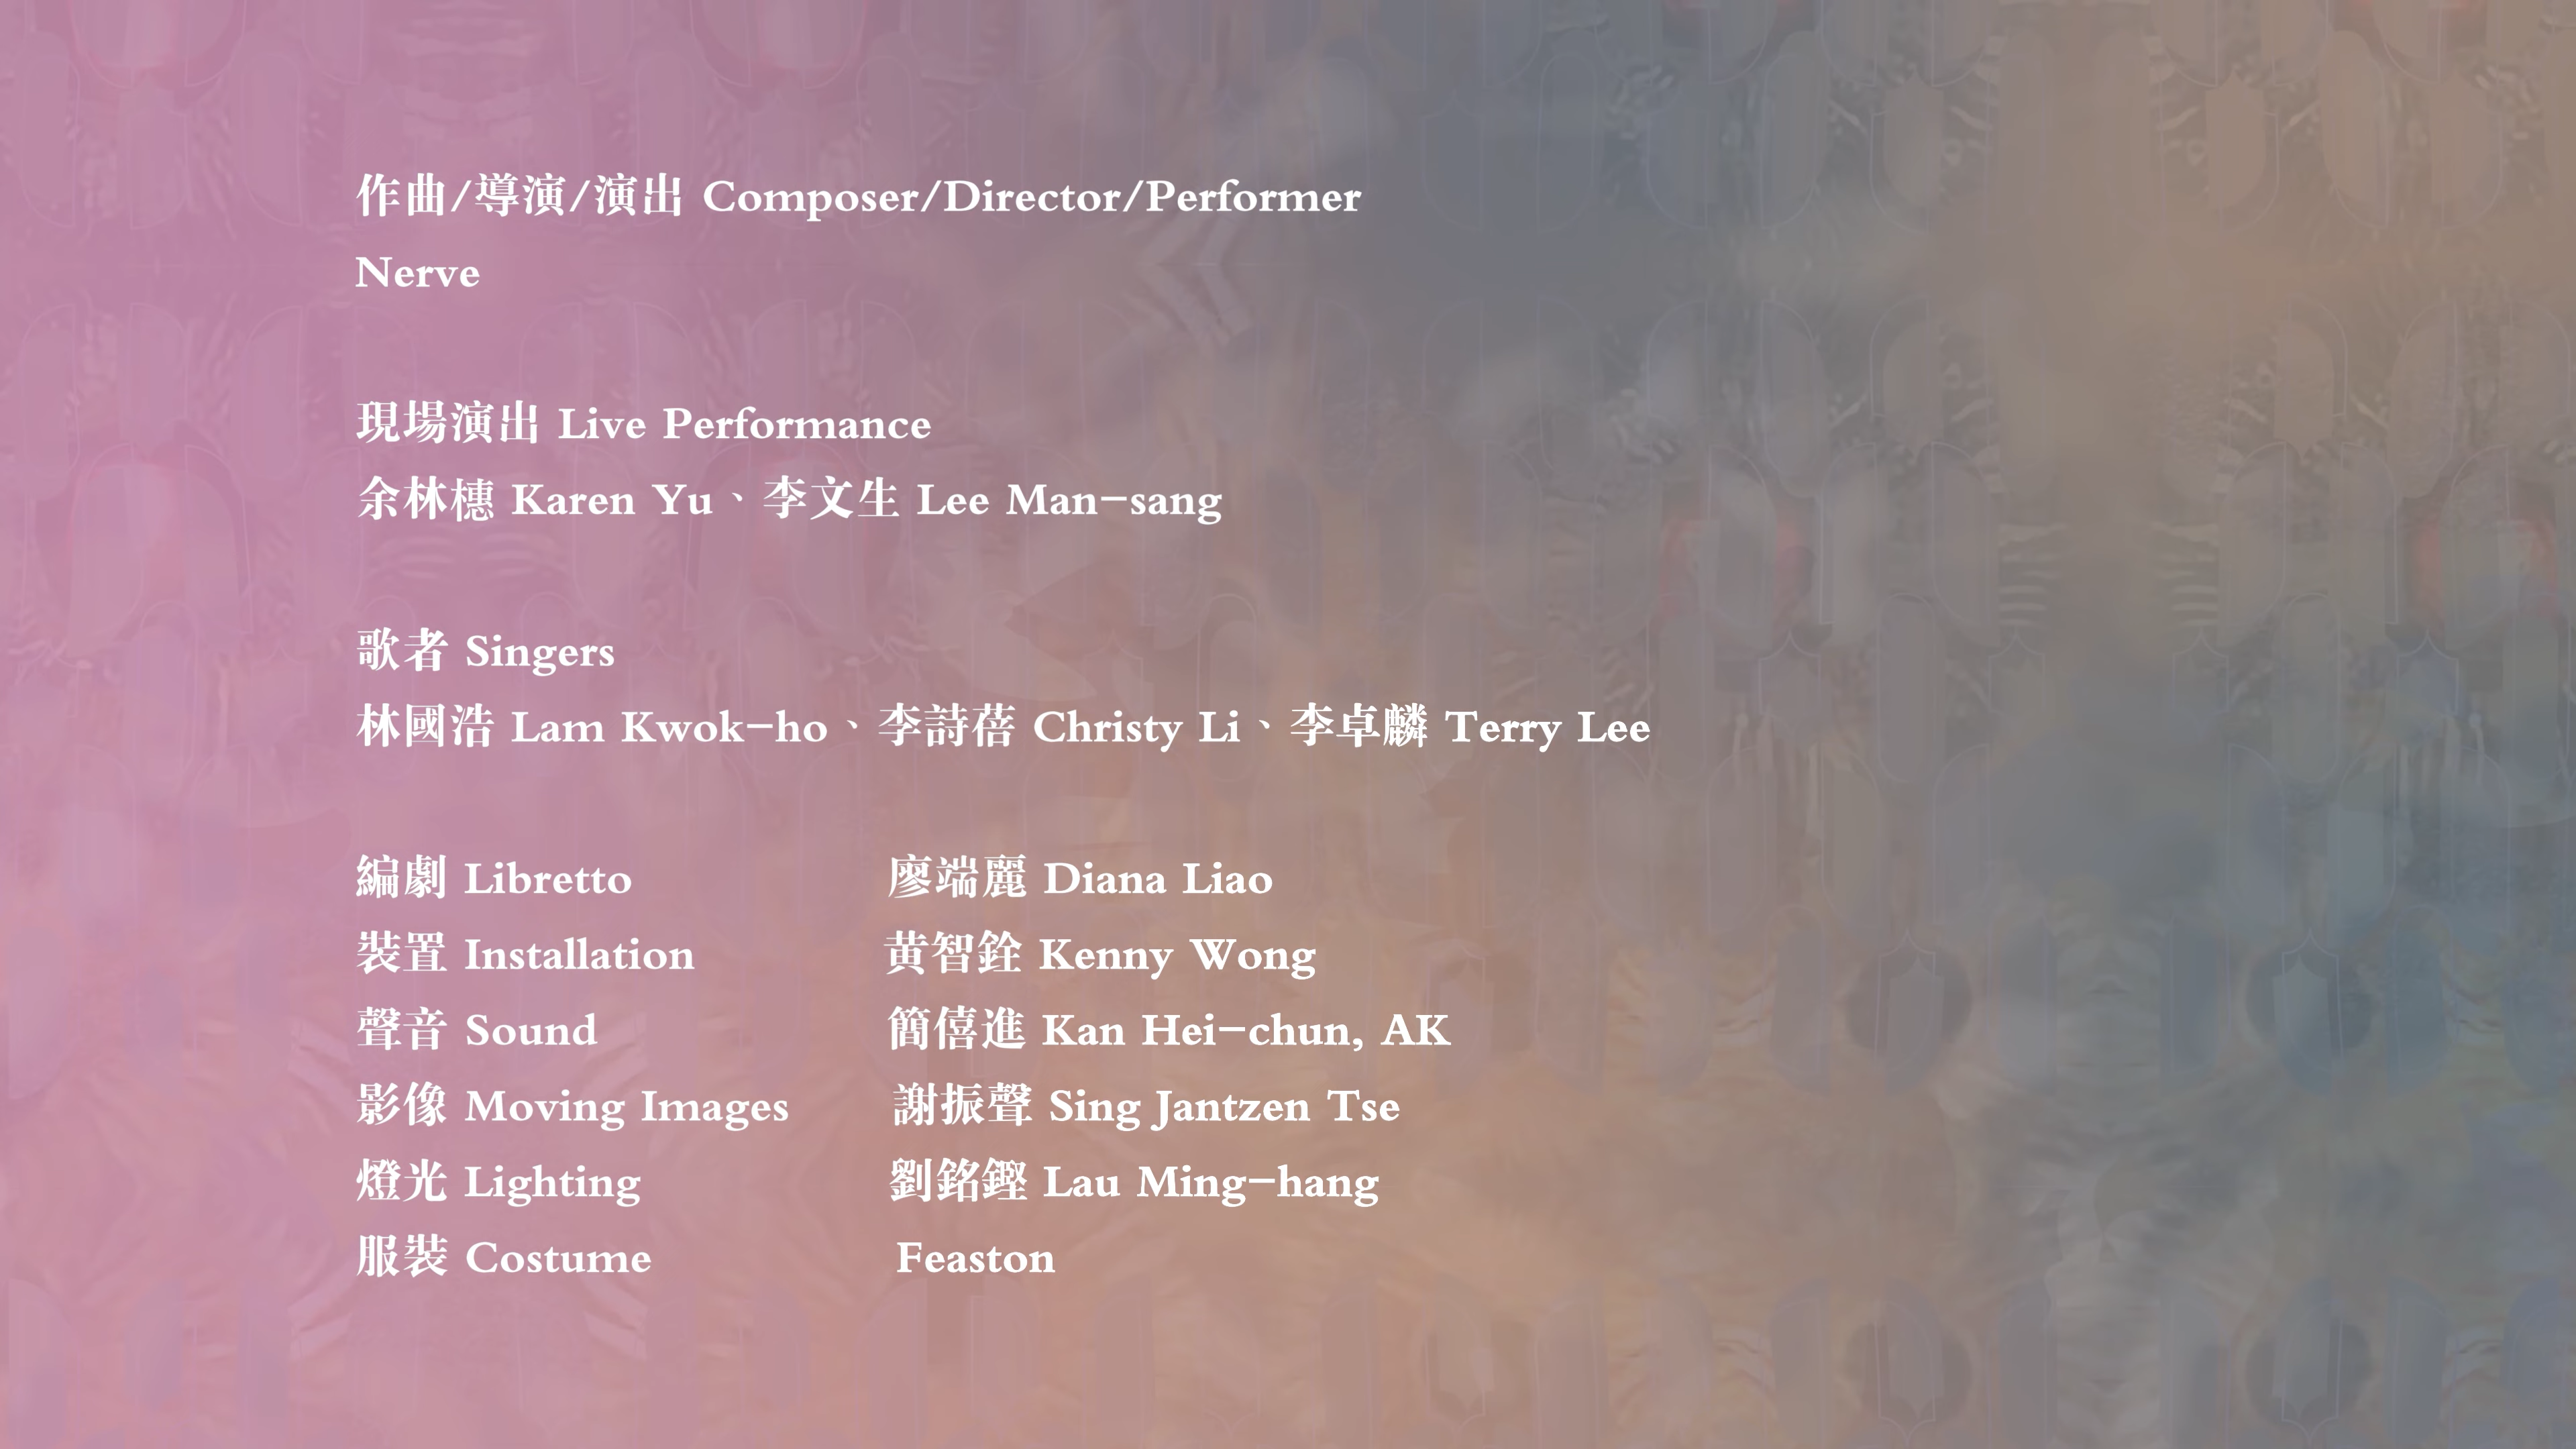 作曲/導演/演出 Composer/Director/Performer
Nerve
現場演出 Live Performance
余林橞 Karen Yu、李文生 Lee Man-sang
歌者 Singers
林國浩 Lam Kwok-ho、李詩蓓 Christy Li、李卓麟 Terry Lee
編劇 Libretto 廖端麗 Diana Liao
裝置 Installation 黄智銓 Kenny Wong
聲音 Sound 簡僖進 Kan Hei-chun, AK
影像 Moving Images 謝振聲 Sing Jantzen Tse
燈光 Lighting 劉銘鏗 Lau Ming-hang
服裝 Costume Feaston